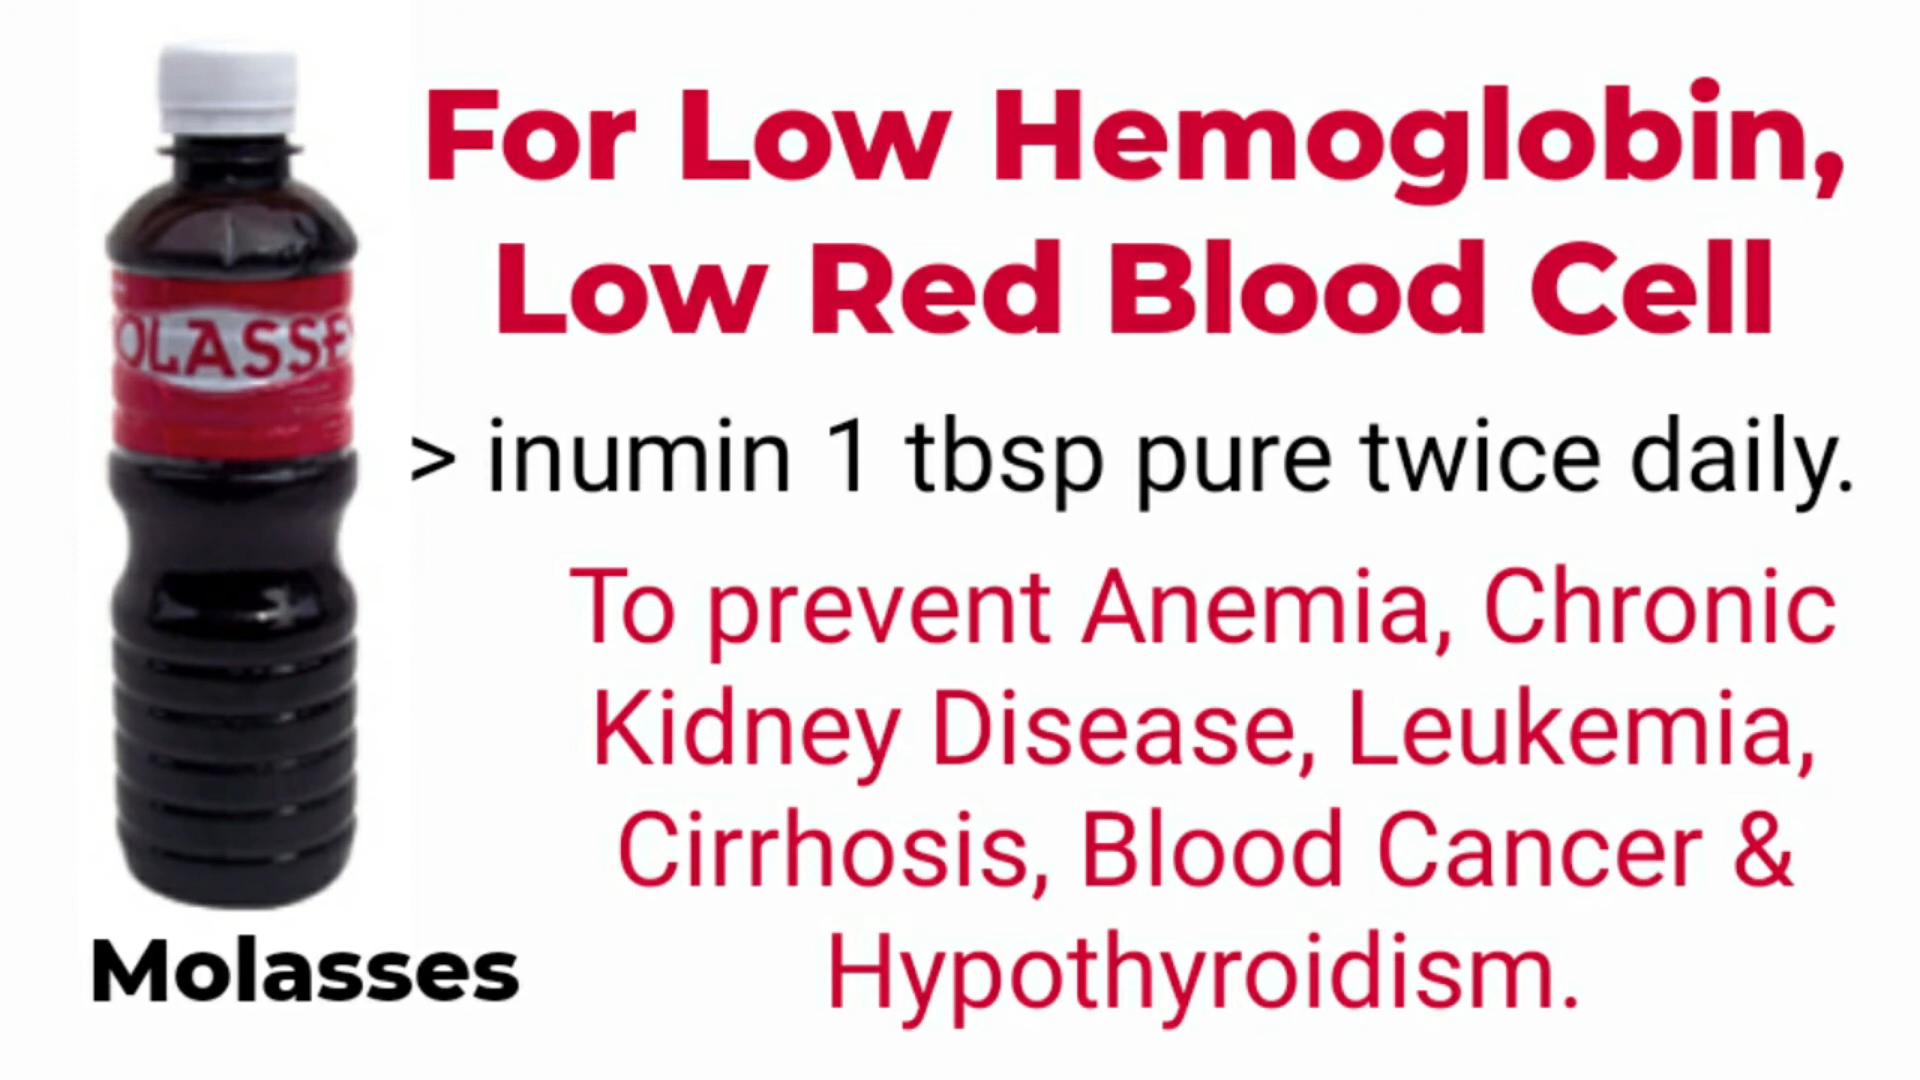 For Low Hemoglobin,
Low Red Blood Cell
> inumin 1 tbsp pure twice daily.
To prevent Anemia, Chronic
Kidney Disease, Leukemia,
Cirrhosis, Blood Cancer &
Hypothyroidism.
OLASSE
Molasses